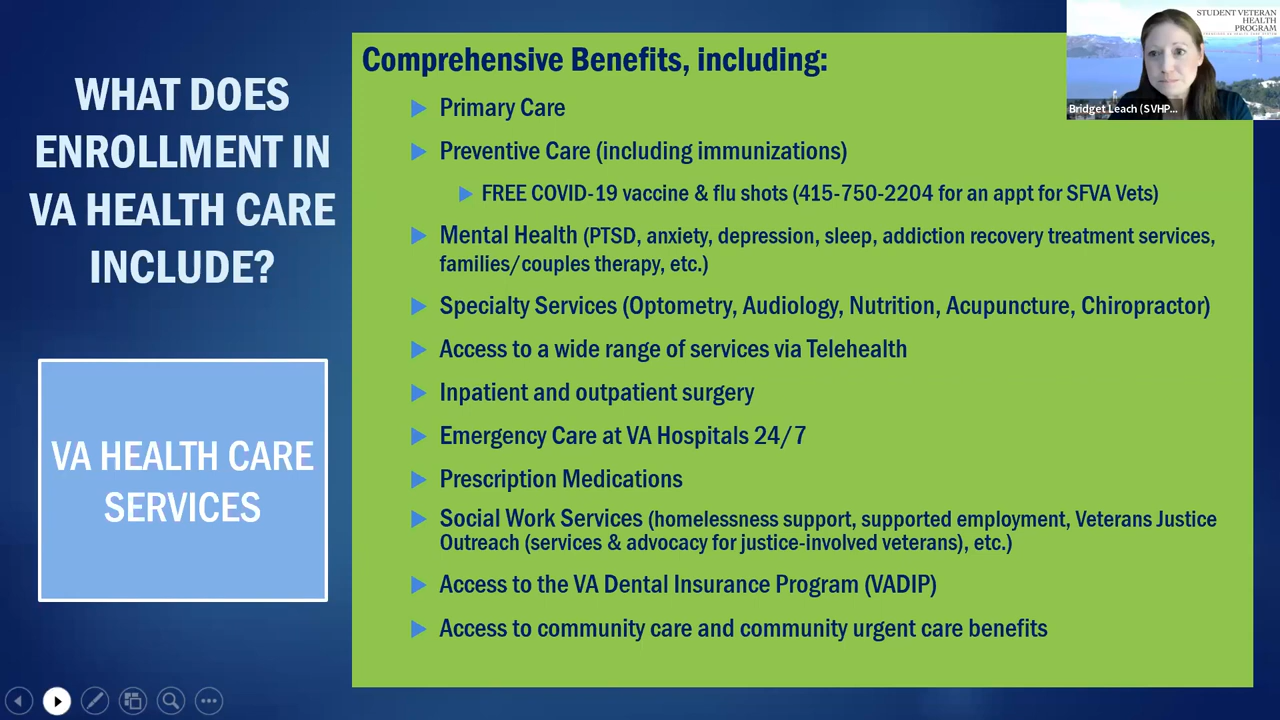 WHAT DOES
ENROLLMENT IN
VA HEALTH CARE
INCLUDE?
VA HEALTH CARE
SERVICES
Comprehensive Benefits, including:
Primary Care
Preventive Care (including immunizations)
FREE COVID-19 vaccine & flu shots (415-750-2204 for an appt for SFVA Vets)
Mental Health (PTSD, anxiety, depression, sleep, addiction recovery treatment services,
families/couples therapy, etc.)
Specialty Services (Optometry, Audiology, Nutrition, Acupuncture, Chiropractor)
Access to a wide range of services via Telehealth
Inpatient and outpatient surgery
Emergency Care at VA Hospitals 24/7
Prescription Medications
Social Work Services (homelessness support, supported employment, Veterans Justice
Outreach (services & advocacy for justice-involved veterans), etc.)
Access to the VA Dental Insurance Program (VADIP)
Access to community care and community urgent care benefits
STUDENT VETERAN
HEALTH
PROGRAM
Bridget Leach (SVHP...